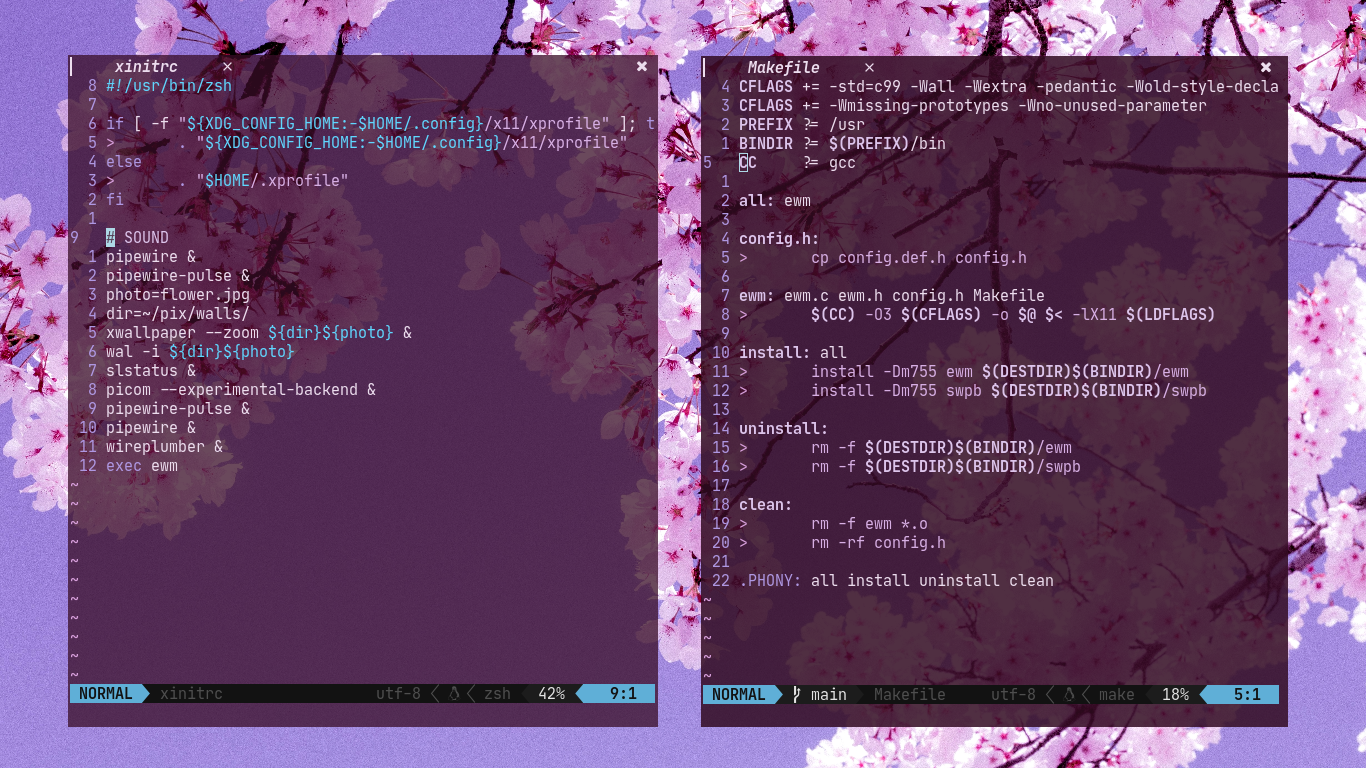 xinitrc ×
8 #!/usr/bin/zsh
7
6 if [ -f "${XDG_CONFIG_HOME:-$HOME/.config}/x11/xprofile" ]; t
5 > . "${XDG_CONFIG_HOME:-$HOME/.config}/x11/xprofile"
4 else
3 > . "$HOME/.xprofile"
2 fi
1
9 # SOUND
1 pipewire &
2 pipewire-pulse &
3 photo=flower.jpg
4 dir=~/pix/walls/
5 xwallpaper --zoom ${dir}${photo} &
6 wal -i ${dir}${photo}
7 slstatus &
8 picom --experimental-backend &
9 pipewire-pulse &
10 pipewire &
11 wireplumber &
12 exec ewm
~
~
~
~
~
~
~
~
~
~
~
NORMAL xinitrc utf-8 zsh 42% 9:1
Makefile ×
4 CFLAGS += -std=c99 -Wall -Wextra -pedantic -Wold-style-decla
3 CFLAGS += -Wmissing-prototypes -Wno-unused-parameter
2 PREFIX ?= /usr
1 BINDIR ?= $(PREFIX)/bin
5 CC ?= gcc
1
2 all: ewm
3
4 config.h:
5 > cp config.def.h config.h
6
7 ewm: ewm.c ewm.h config.h Makefile
8 > $(CC) -O3 $(CFLAGS) -o $@ $< -lX11 $(LDFLAGS)
9
10 install: all
11 > install -Dm755 ewm $(DESTDIR)$(BINDIR)/ewm
12 > install -Dm755 swpb $(DESTDIR)$(BINDIR)/swpb
13
14 uninstall:
15 > rm -f $(DESTDIR)$(BINDIR)/ewm
16 > rm -f $(DESTDIR)$(BINDIR)/swpb
17
18 clean:
19 > rm -f ewm *.o
20 > rm -rf config.h
21
22 .PHONY: all install uninstall clean
~
~
~
~
~
NORMAL main Makefile utf-8 make 18% 5:1